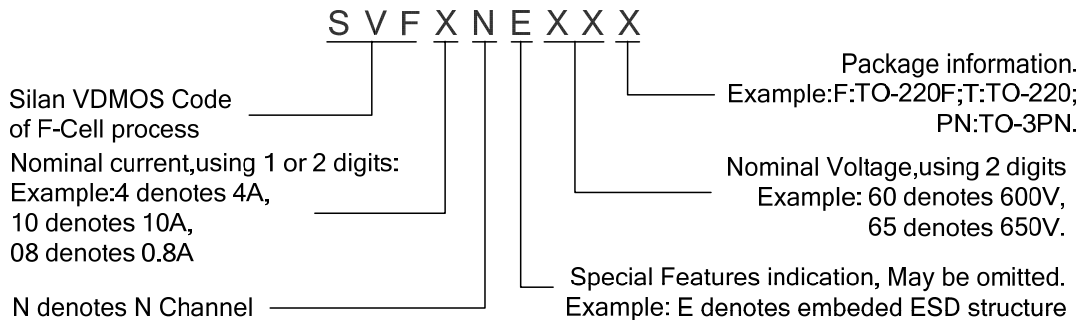 S V F X N E X X X
Silan VDMOS Code
of F-Cell process
Nominal current,using 1 or 2 digits:
Example:4 denotes 4A,
10 denotes 10A,
08 denotes 0.8A
N denotes N Channel
Package information.
Example:F:TO-220F;T:TO-220;
PN:TO-3PN.
Nominal Voltage,using 2 digits
Example: 60 denotes 600V,
65 denotes 650V.
Special Features indication, May be omitted.
Example: E denotes embeded ESD structure